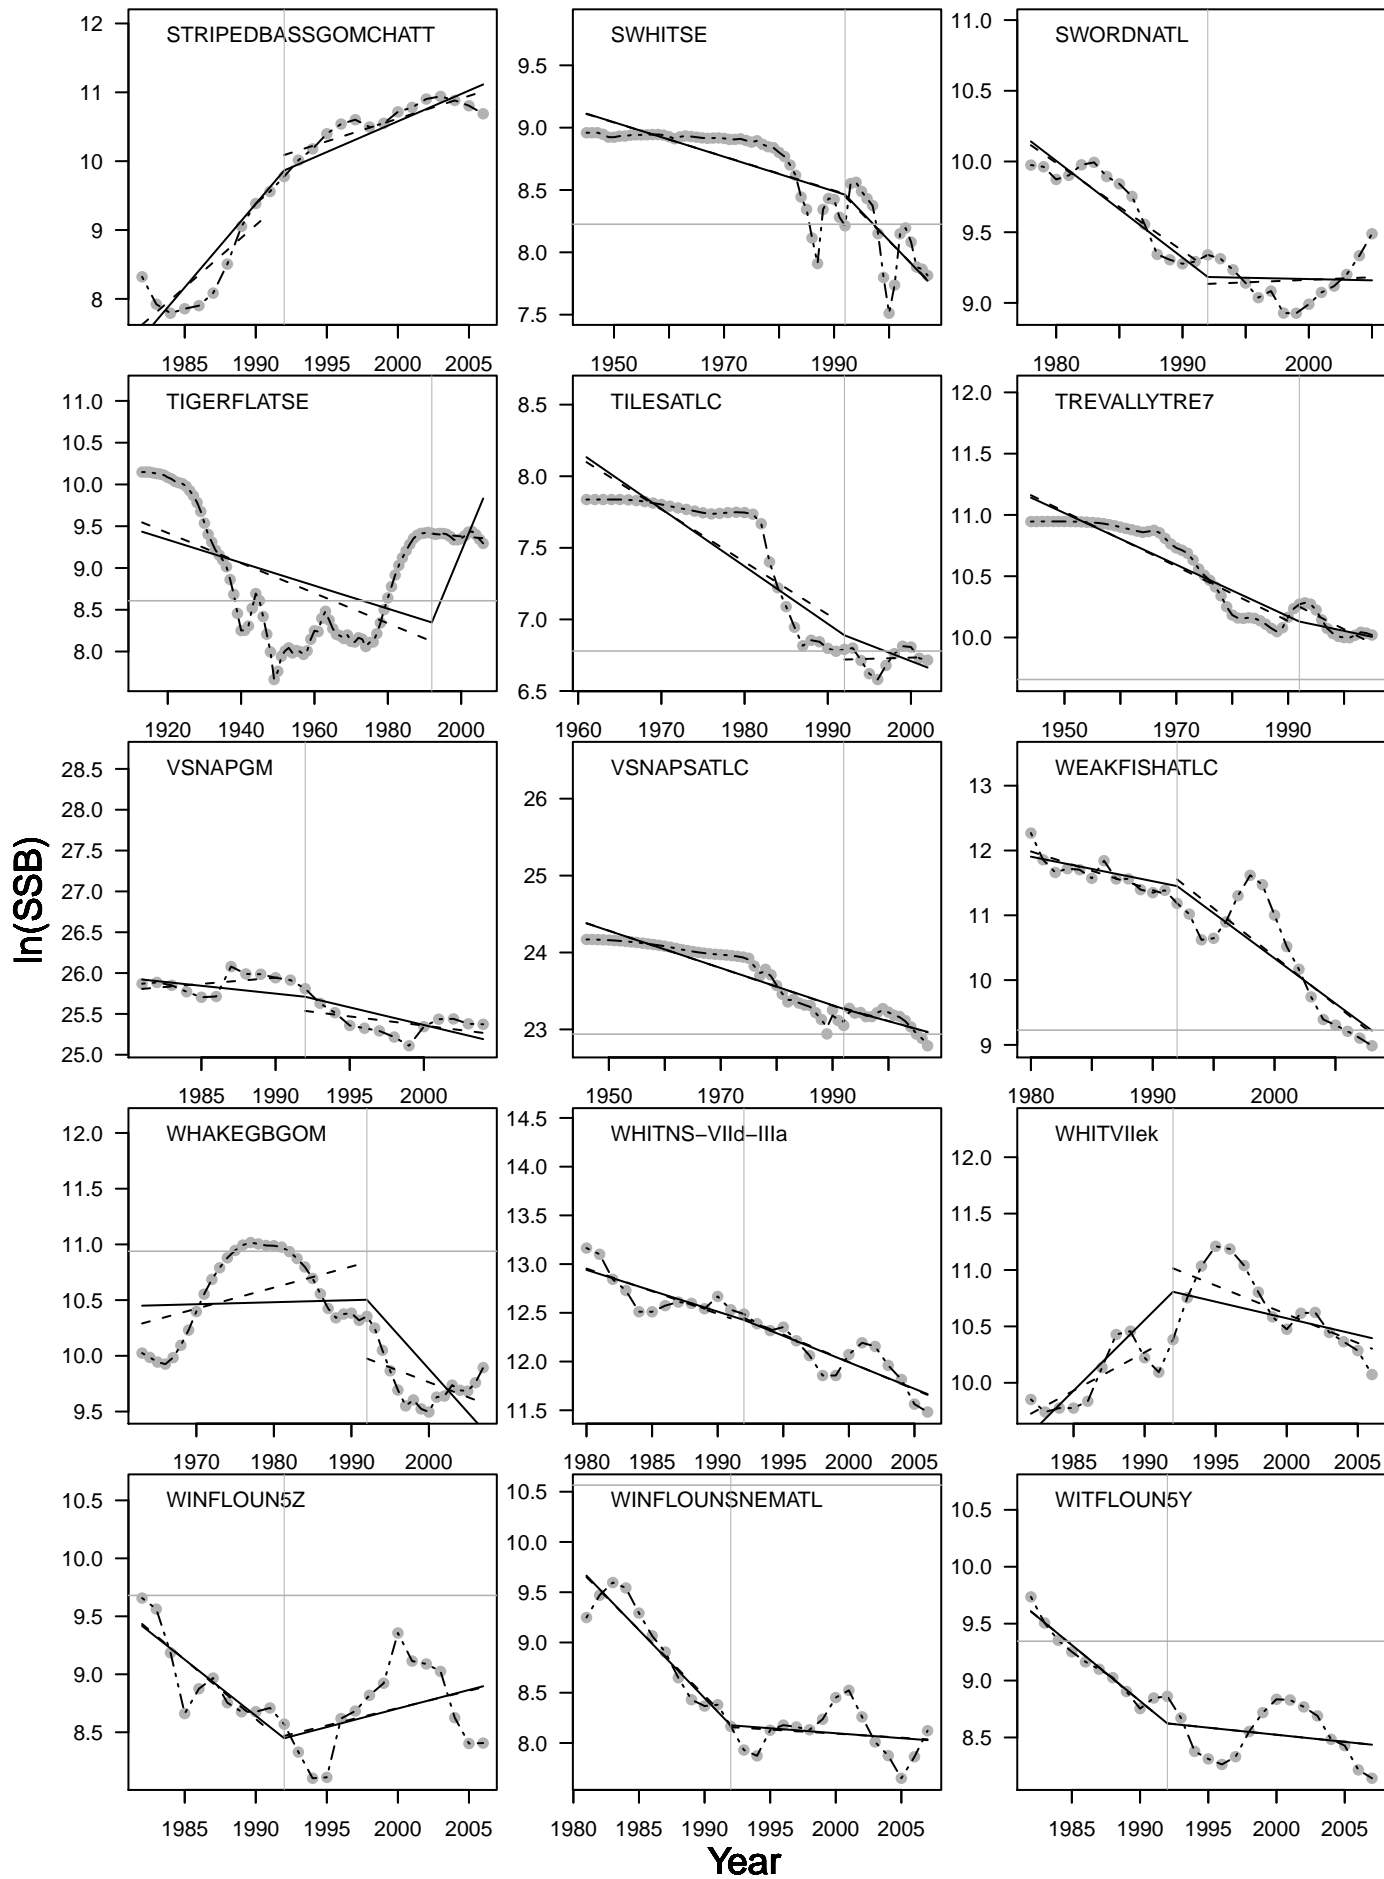 STRIPEDBASSGOMCHATT
12
11
10
9
8
1985 1990 1995 2000 2005
SWHITSE
9.5
9.0
8.5
8.0
7.5
1950 1970 1990
SWORDNATL
11.0
10.5
10.0
9.5
9.0
1980 1990 2000
TIGERFLATSE
11.0
10.5
10.0
9.5
9.0
8.5
8.0
1920 1940 1960 1980 2000
TILESATLC
8.5
8.0
7.5
7.0
6.5
1960 1970 1980 1990 2000
TREVALLYTRE7
12.0
11.5
11.0
10.5
10.0
1950 1970 1990
VSNAPGM
28.5
28.0
27.5
27.0
26.5
26.0
25.5
25.0
1985 1990 1995 2000
VSNAPSATLC
26
25
24
23
1950 1970 1990
WEAKFISHATLC
13
12
11
10
9
1980 1990 2000
WHAKEGBGOM
12.0
11.5
11.0
10.5
10.0
9.5
1970 1980 1990 2000
WHITNS−VIId−IIIa
14.5
14.0
13.5
13.0
12.5
12.0
11.5
1980 1985 1990 1995 2000 2005
WHITVIIek
12.0
11.5
11.0
10.5
10.0
1985 1990 1995 2000 2005
WINFLOUN5Z
10.5
10.0
9.5
9.0
8.5
1985 1990 1995 2000 2005
WINFLOUNSNEMATL
10.5
10.0
9.5
9.0
8.5
8.0
1980 1985 1990 1995 2000 2005
WITFLOUN5Y
10.5
10.0
9.5
9.0
8.5
1985 1990 1995 2000 2005
ln(SSB)
Year